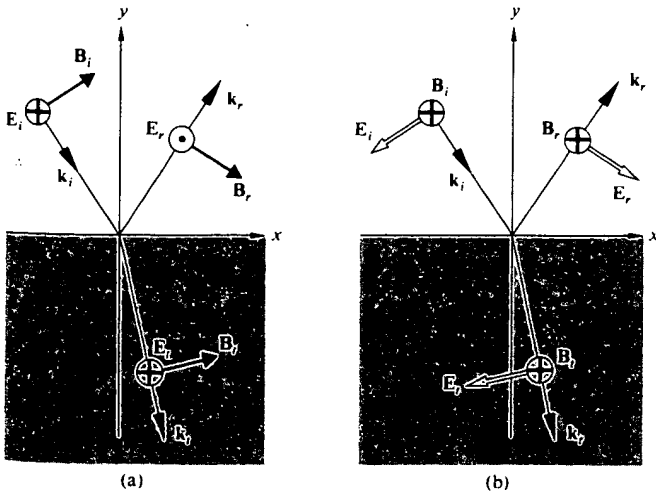 y
B_i
E_i
k_i
E_r
k_r
B_r
x
E_t
B_t
k_t
(a)
y
B_i
E_i
k_i
B_r
k_r
E_r
x
B_t
E_t
k_t
(b)